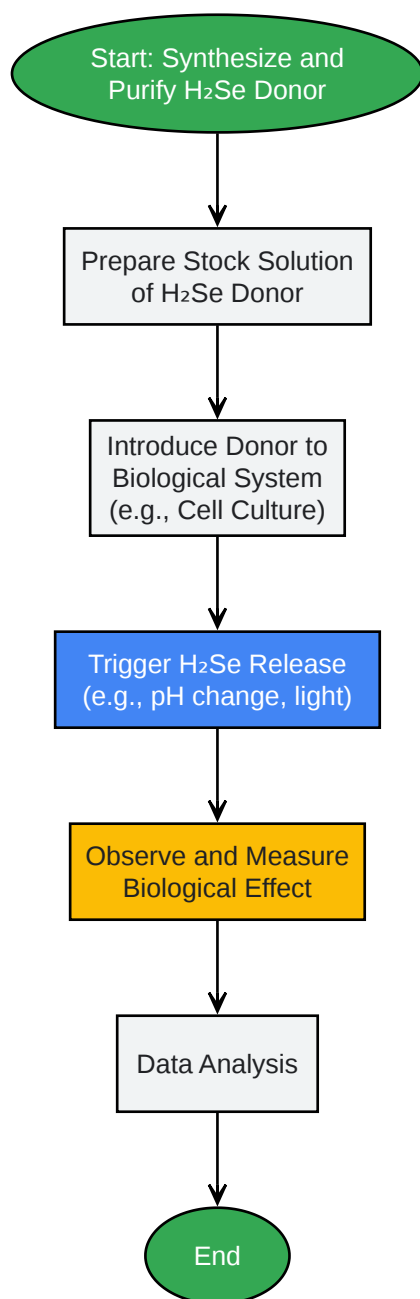 Start: Synthesize and
Purify H₂Se Donor
Prepare Stock Solution
of H₂Se Donor
Introduce Donor to
Biological System
(e.g., Cell Culture)
Trigger H₂Se Release
(e.g., pH change, light)
Observe and Measure
Biological Effect
Data Analysis
End